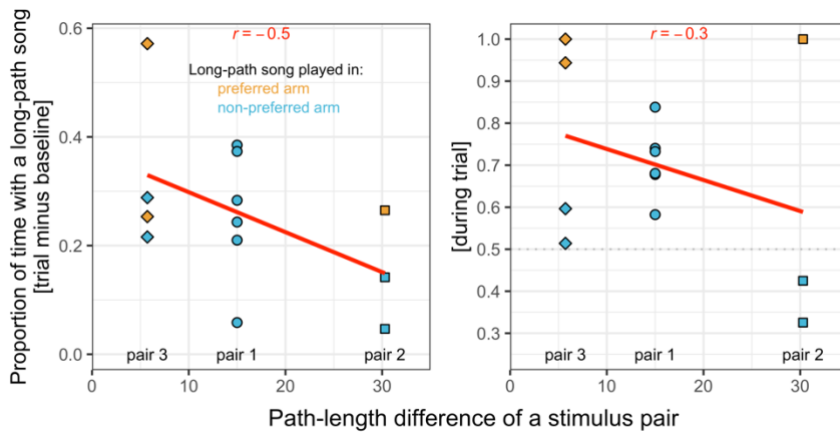 Proportion of time with a long-path song
[trial minus baseline]
0.6
0.4
0.2
0.0
r = −0.5
Long-path song played in:
preferred arm
non-preferred arm
pair 3 pair 1 pair 2
0 10 20 30
[during trial]
1.0
0.9
0.8
0.7
0.6
0.5
0.4
0.3
r = −0.3
pair 3 pair 1 pair 2
0 10 20 30
Path-length difference of a stimulus pair